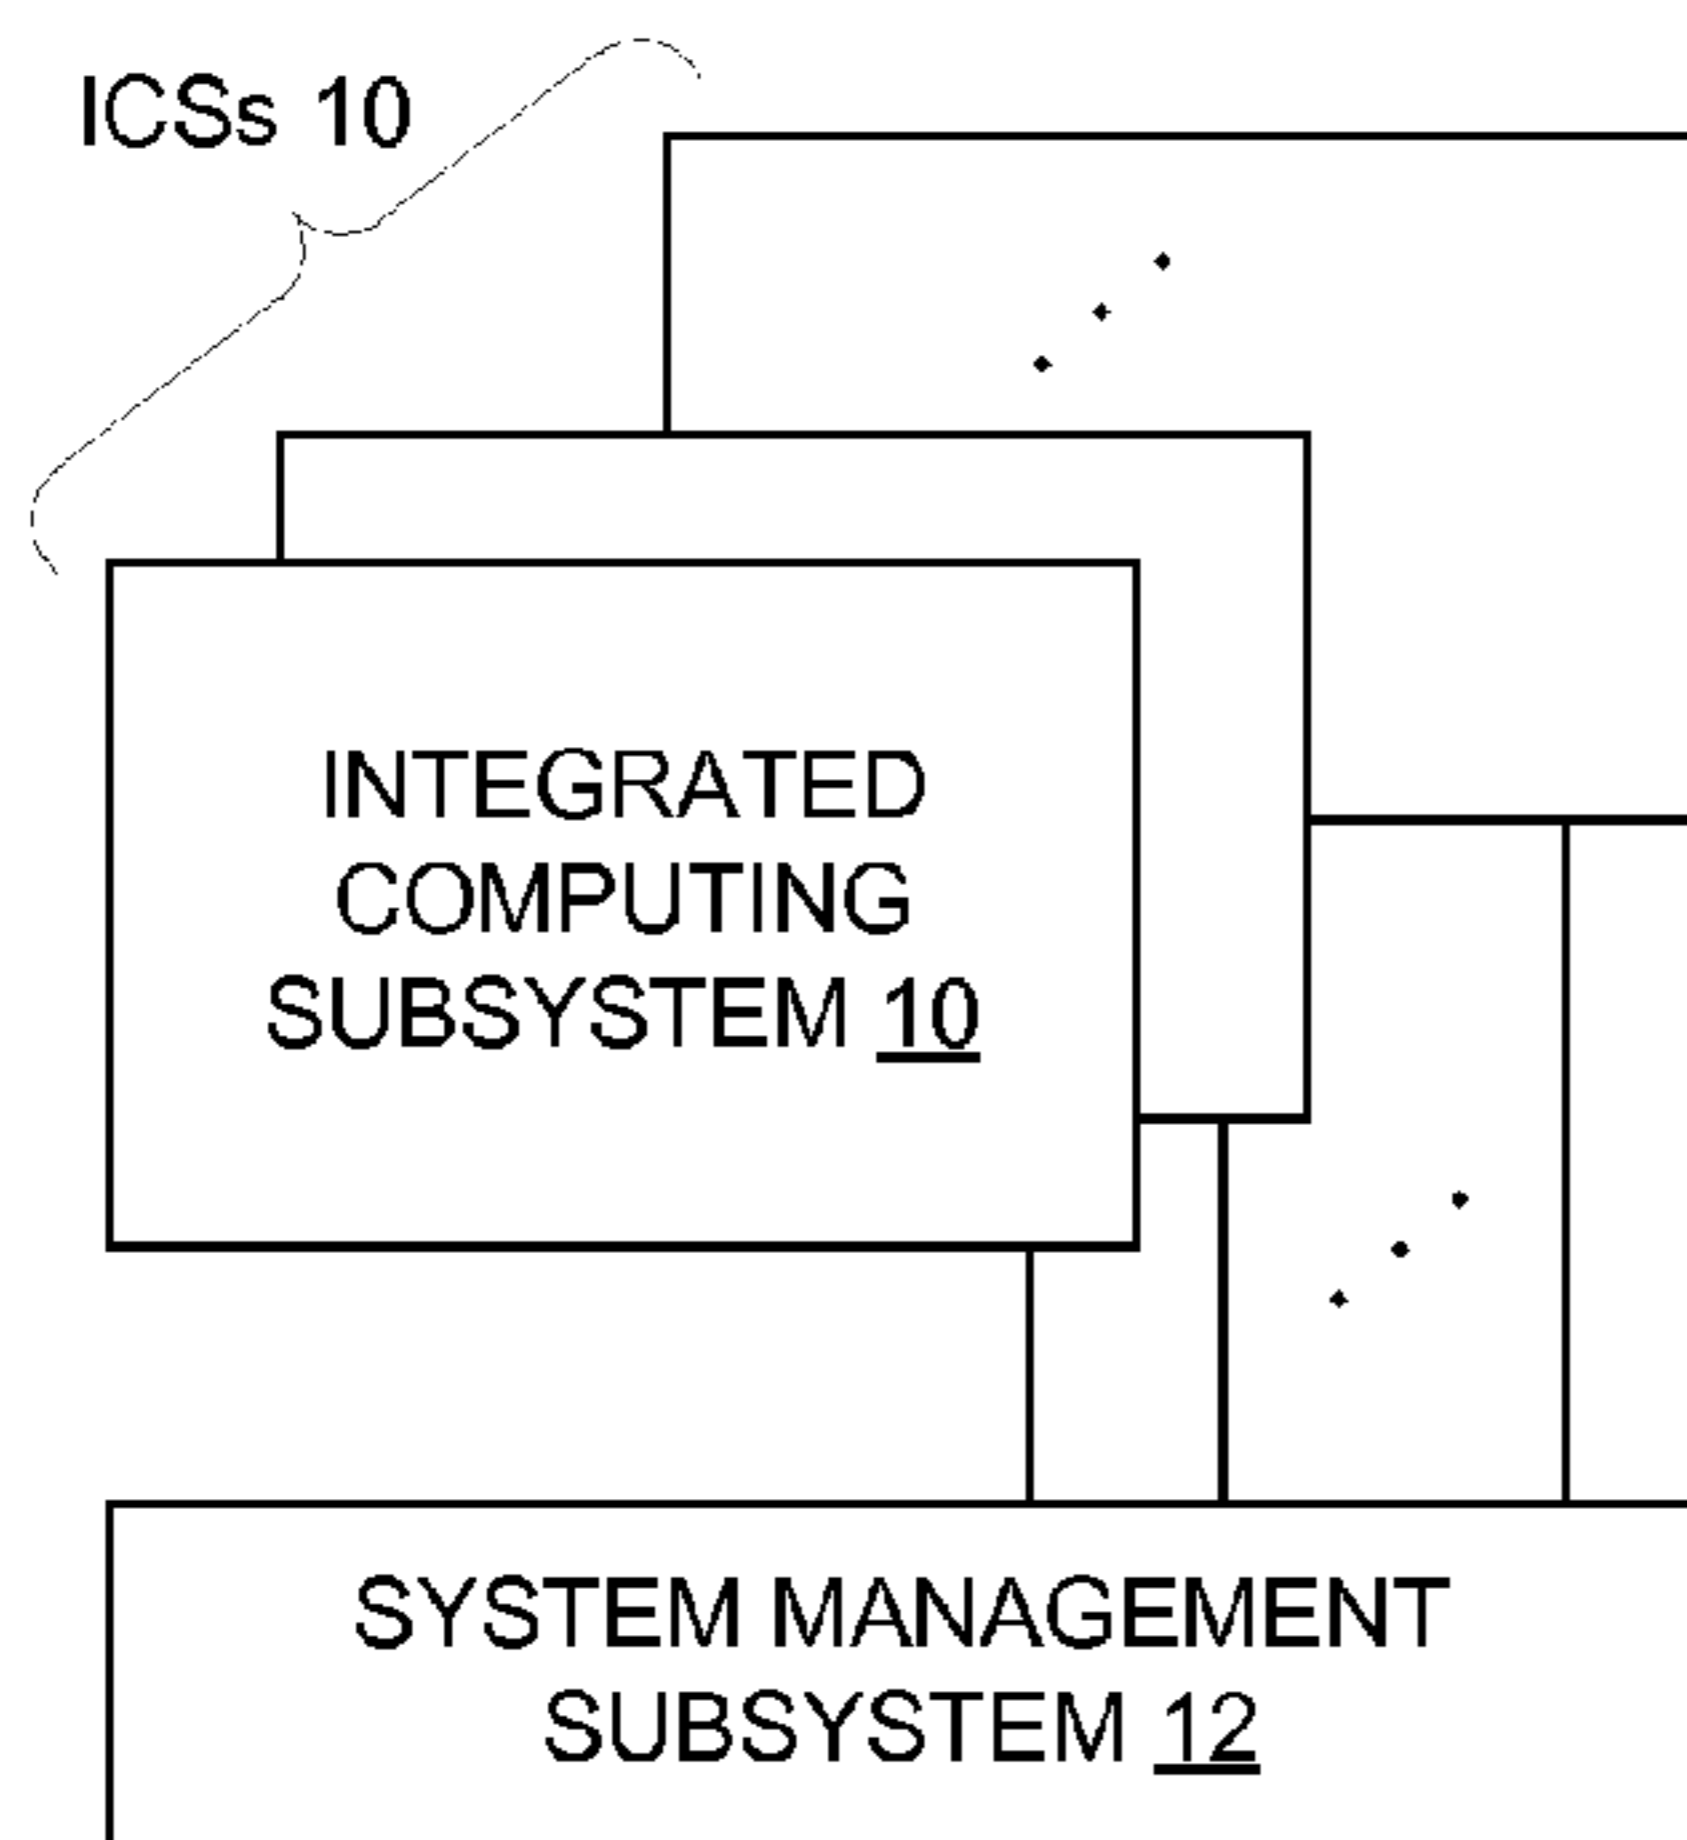 ICSs 10
INTEGRATED
COMPUTING
SUBSYSTEM 10
SYSTEM MANAGEMENT
SUBSYSTEM 12